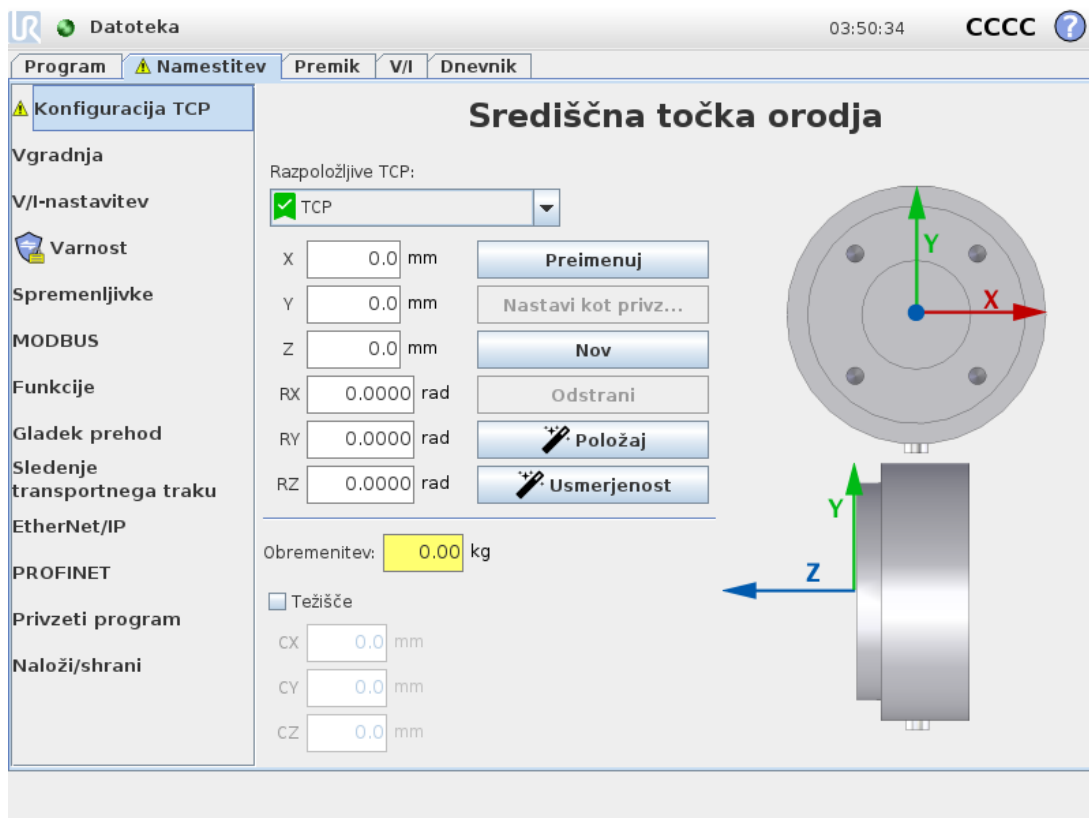 UR Datoteka 03:50:34 CCCC ?
Program Namestitev Premik V/I Dnevnik
Konfiguracija TCP
Vgradnja
V/I-nastavitev
Varnost
Spremenljivke
MODBUS
Funkcije
Gladek prehod
Sledenje
transportnega traku
EtherNet/IP
PROFINET
Privzeti program
Naloži/shrani
Središčna točka orodja
Razpoložljive TCP:
TCP
X 0.0 mm Preimenuj
Y 0.0 mm Nastavi kot privz...
Z 0.0 mm Nov
RX 0.0000 rad Odstrani
RY 0.0000 rad Položaj
RZ 0.0000 rad Usmerjenost
Obremenitev: 0.00 kg
Težišče
CX 0.0 mm
CY 0.0 mm
CZ 0.0 mm
Y
X
Y
Z